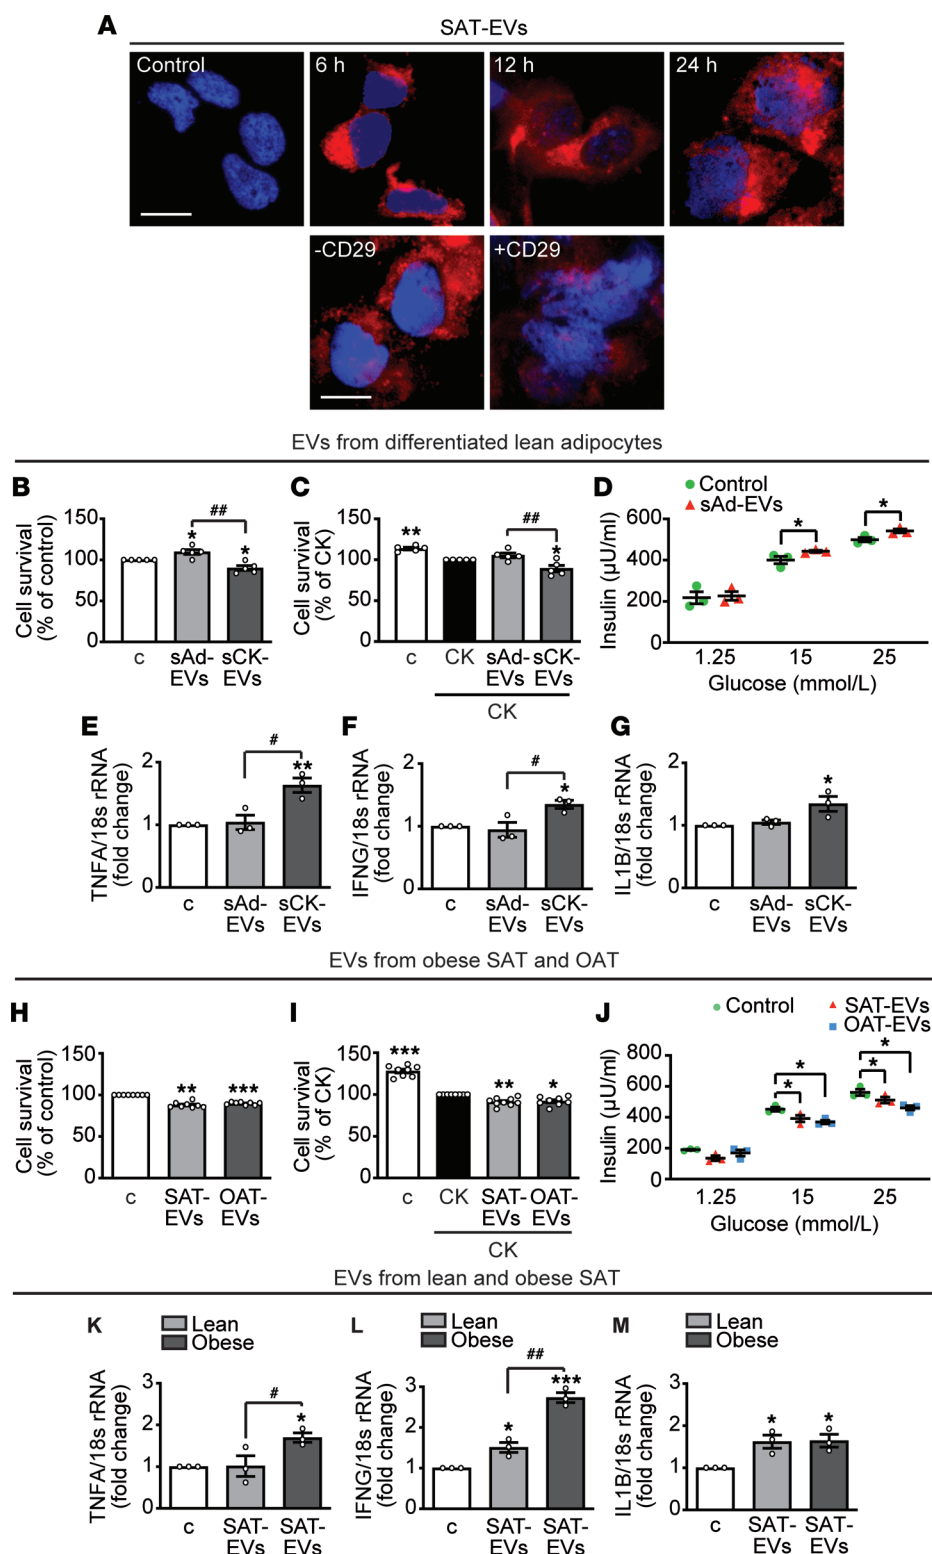 A
SAT-EVs
Control
6 h
12 h
24 h
-CD29
+CD29
EVs from differentiated lean adipocytes
B
Cell survival
(% of control)
150
100
50
0
##
*
*
c
sAd-
EVs
sCK-
EVs
C
Cell survival
(% of CK)
150
100
50
0
**
##
*
c
CK
sAd-
EVs
sCK-
EVs
CK
D
Control
sAd-EVs
Insulin (µU/ml)
600
400
200
0
*
*
1.25
15
25
Glucose (mmol/L)
E
TNFA/18s rRNA
(fold change)
2
1
0
#
**
c
sAd-
EVs
sCK-
EVs
F
IFNG/18s rRNA
(fod change)
2
1
0
#
*
c
sAd-
EVs
sCK-
EVs
G
IL1B/18s rRNA
(fold change)
2
1
0
*
c
sAd-
EVs
sCK-
EVs
EVs from obese SAT and OAT
H
Cell survival
(% of control)
150
100
50
0
**
***
c
SAT-
EVs
OAT-
EVs
I
Cell survival
(% of CK)
150
100
50
0
***
**
*
c
CK
SAT-
EVs
OAT-
EVs
CK
J
Control
SAT-EVs
OAT-EVs
Insulin (µU/ml)
800
600
400
200
0
*
*
*
*
1.25
15
25
Glucose (mmol/L)
EVs from lean and obese SAT
K
Lean
Obese
TNFA/18s rRNA
(fold change)
3
2
1
0
#
*
c
SAT-
EVs
SAT-
EVs
L
Lean
Obese
IFNG/18s rRNA
(fold change)
3
2
1
0
##
*
***
c
SAT-
EVs
SAT-
EVs
M
Lean
Obese
IL1B/18s rRNA
(fold change)
3
2
1
0
*
*
c
SAT-
EVs
SAT-
EVs